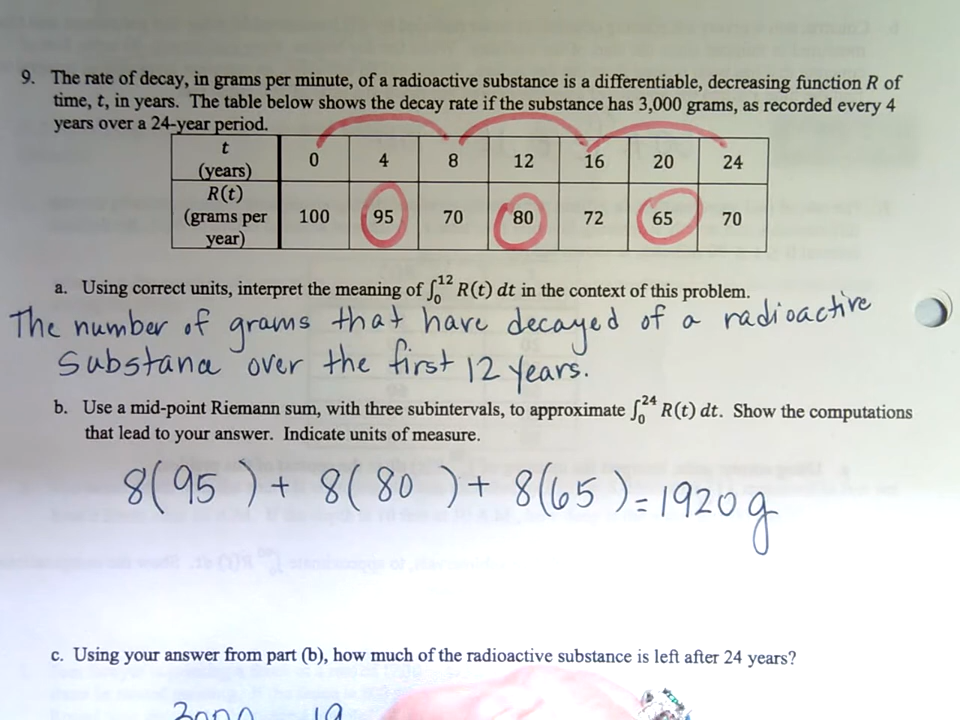 9. The rate of decay, in grams per minute, of a radioactive substance is a differentiable, decreasing function R of
time, t, in years. The table below shows the decay rate if the substance has 3,000 grams, as recorded every 4
years over a 24-year period.
t (years) 0 4 8 12 16 20 24
R(t) (grams per year) 100 95 70 80 72 65 70
a. Using correct units, interpret the meaning of ∫₀¹² R(t) dt in the context of this problem.
The number of grams that have decayed of a radioactive
Substance over the first 12 years.
b. Use a mid-point Riemann sum, with three subintervals, to approximate ∫₀²⁴ R(t) dt. Show the computations
that lead to your answer. Indicate units of measure.
8(95) + 8(80) + 8(65) = 1920 g
c. Using your answer from part (b), how much of the radioactive substance is left after 24 years?
3000 19